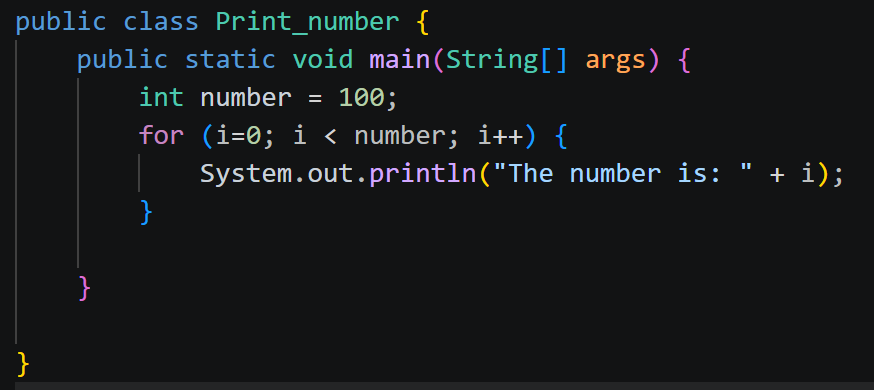 public class Print_number {
    public static void main(String[] args) {
        int number = 100;
        for (i=0; i < number; i++) {
            System.out.println("The number is: " + i);
        }
    }
}